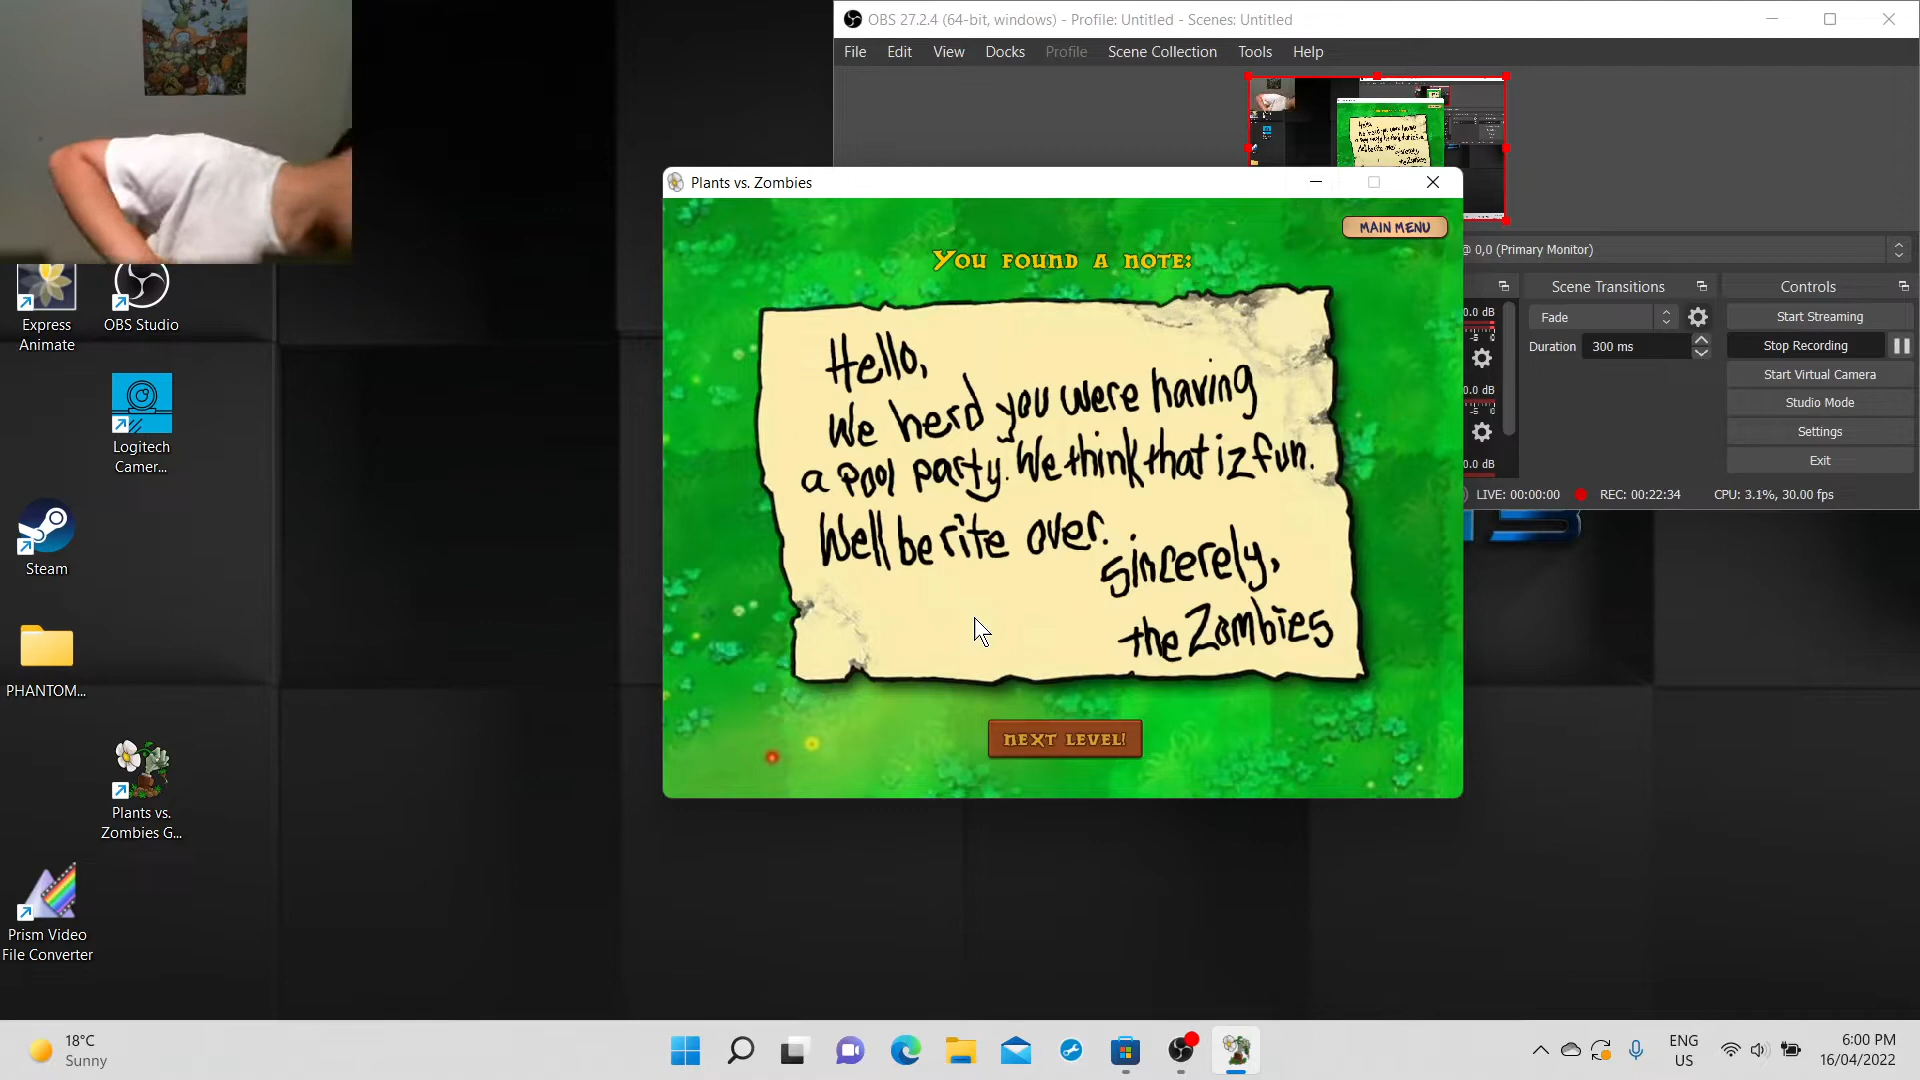 OBS 27.2.4 (64-bit, windows) - Profile: Untitled - Scenes: Untitled
File Edit View Docks Profile Scene Collection Tools Help
Plants vs. Zombies
MAIN MENU
You found a note:
Hello,
We herd you were having
a pool party. We think that iz fun.
Well be rite over.
sincerely,
the Zombies
NEXT LEVEL!
@ 0,0 (Primary Monitor)
Scene Transitions
Fade
Duration 300 ms
0.0 dB
-5 0
0.0 dB
-5 0
0.0 dB
Controls
Start Streaming
Stop Recording
Start Virtual Camera
Studio Mode
Settings
Exit
LIVE: 00:00:00 REC: 00:22:34 CPU: 3.1%, 30.00 fps
Express
Animate
OBS Studio
Logitech
Camer...
Steam
PHANTOM...
Plants vs.
Zombies G...
Prism Video
File Converter
18°C
Sunny
ENG
US
6:00 PM
16/04/2022